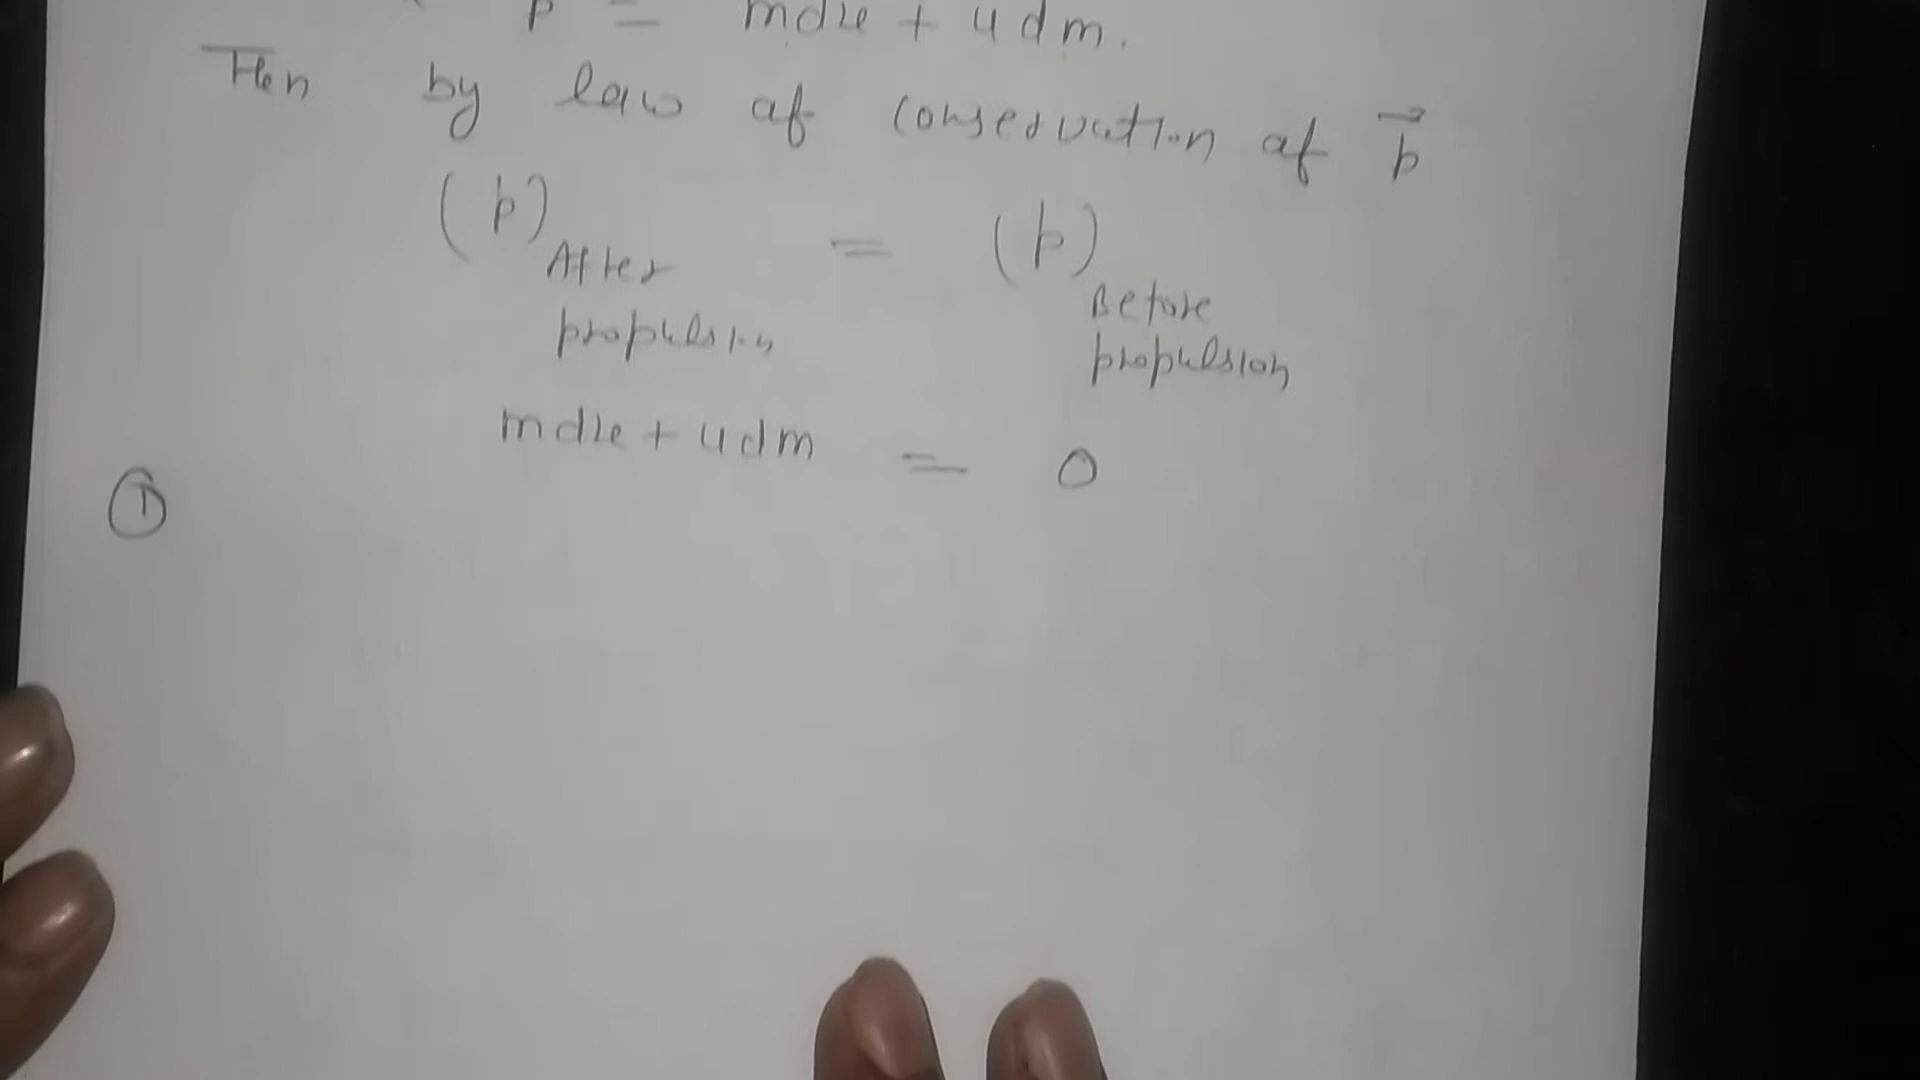 p = mdv + udm.
Then by law of conservation of p⃗
(p) After propulsion = (p) Before propulsion
mdv + udm = 0
①